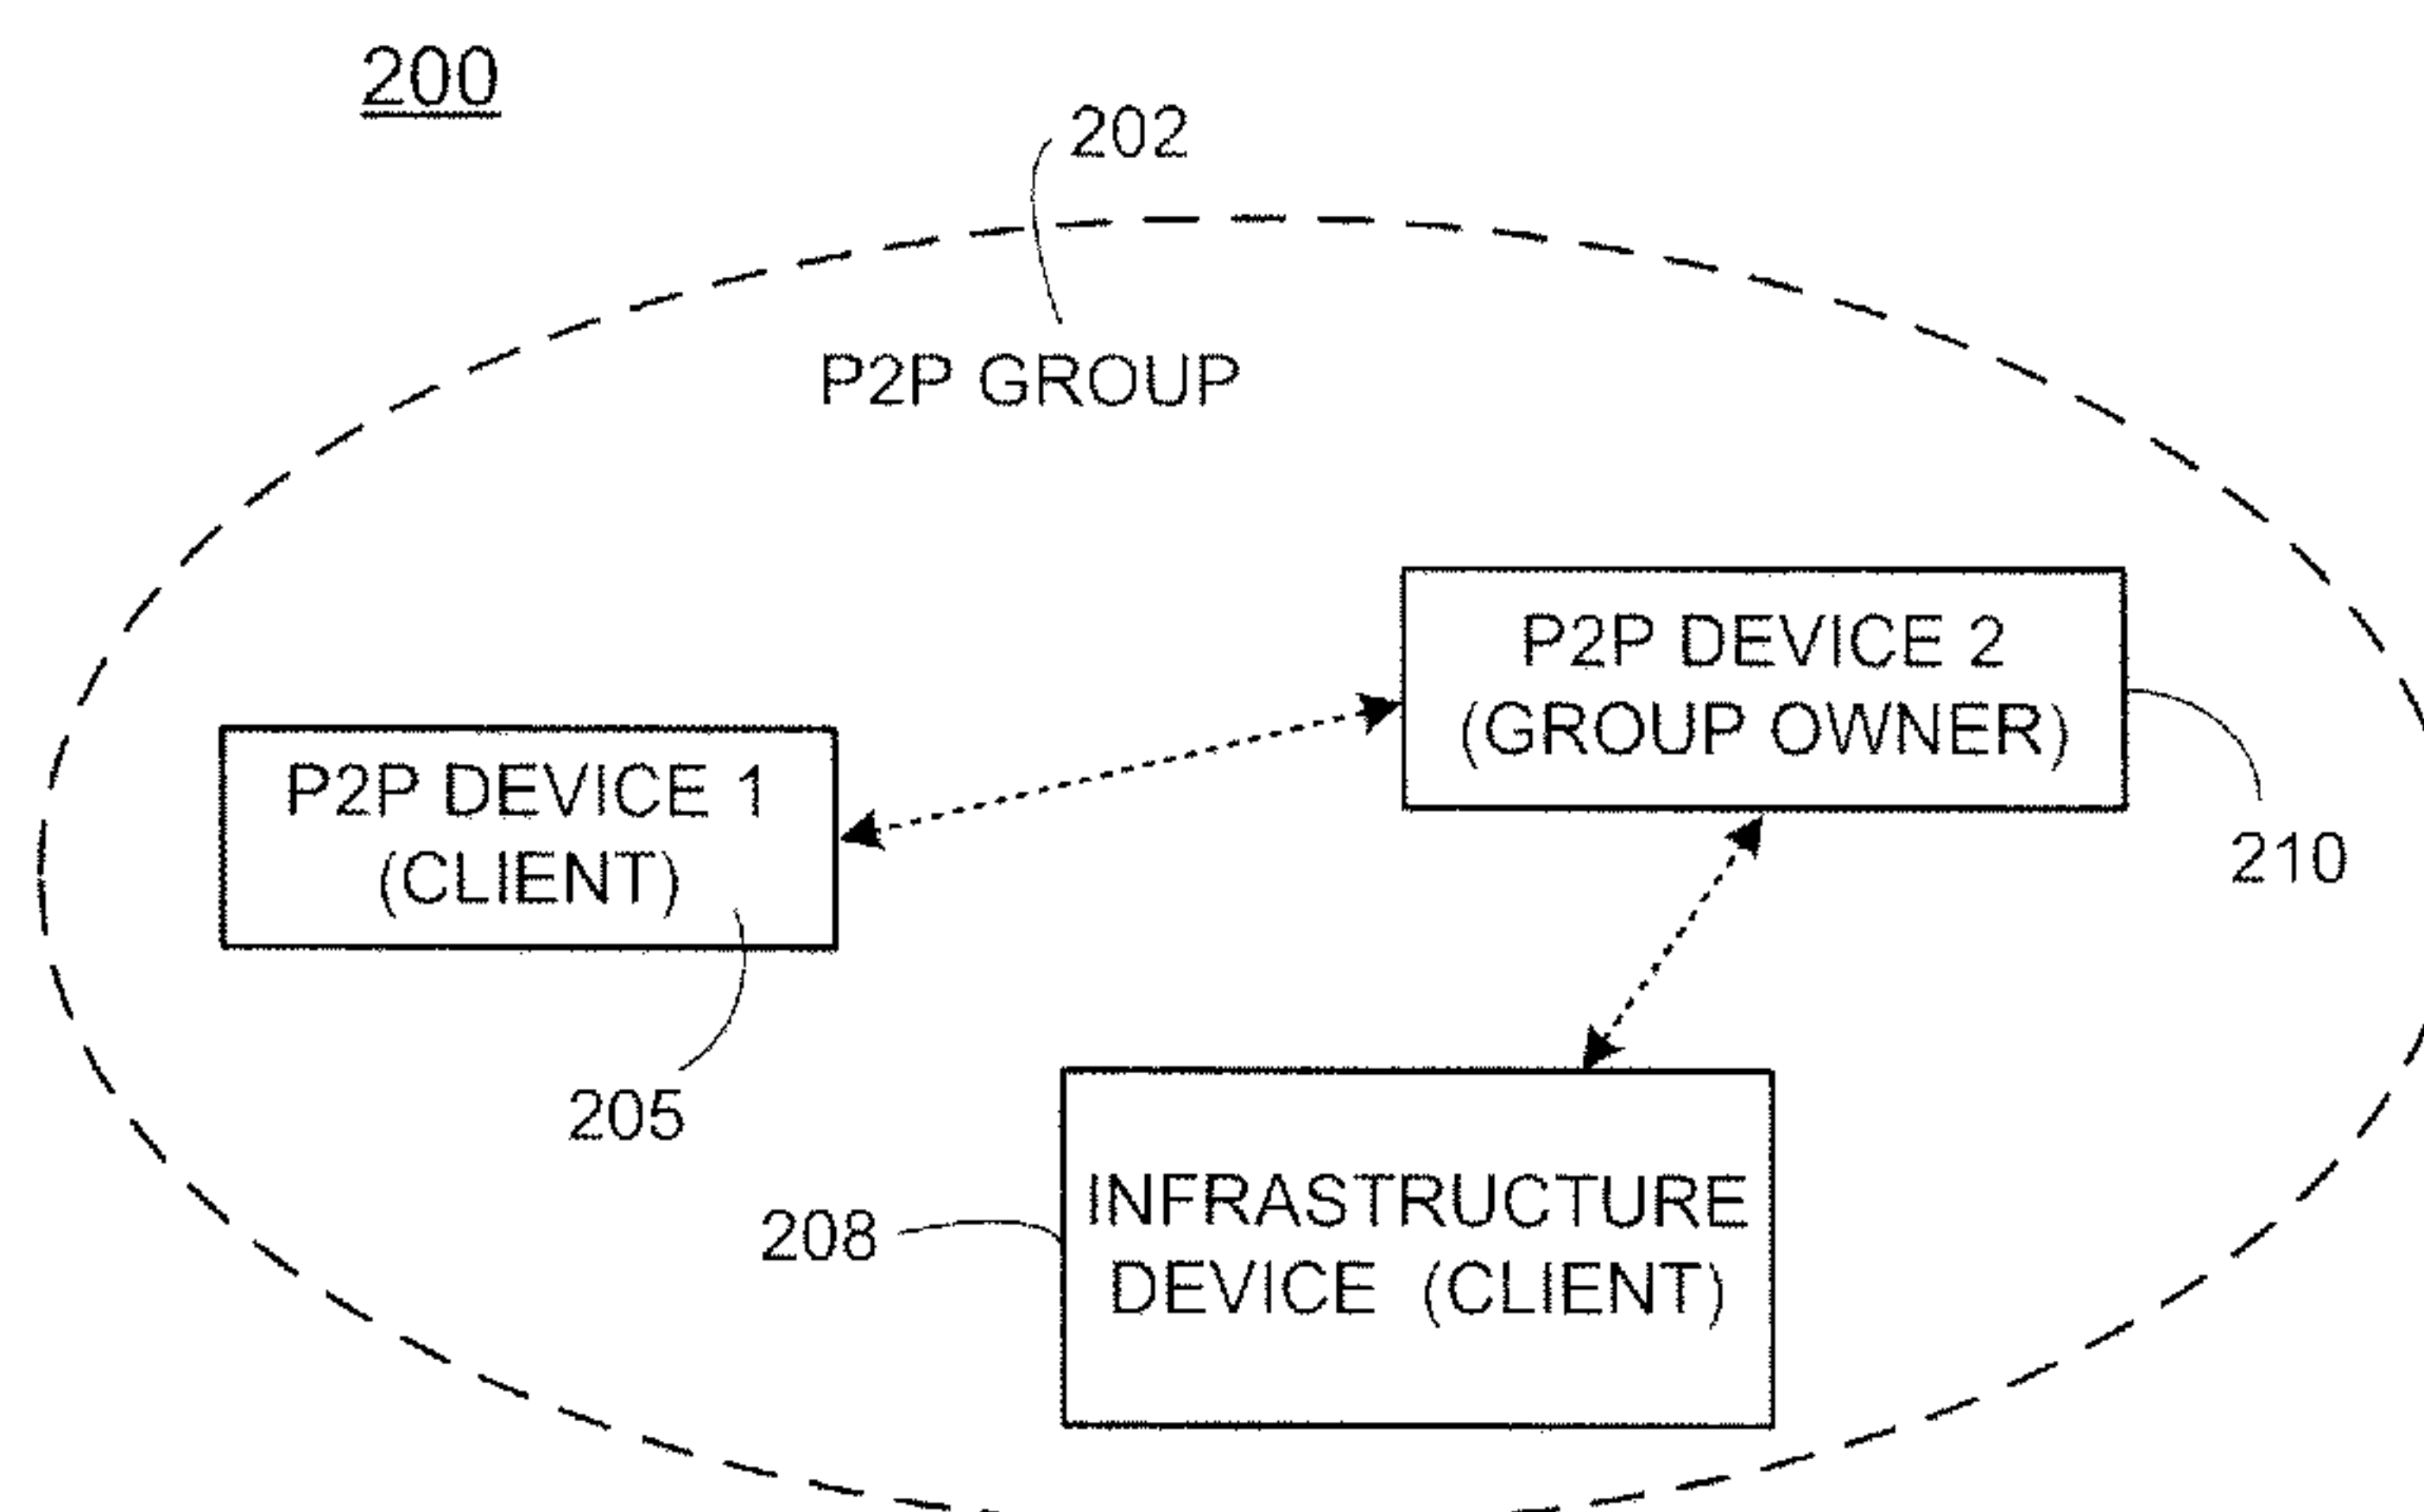 200
202
P2P GROUP
P2P DEVICE 2
(GROUP OWNER)
P2P DEVICE 1
(CLIENT)
210
205
INFRASTRUCTURE
208
DEVICE (CLIENT)